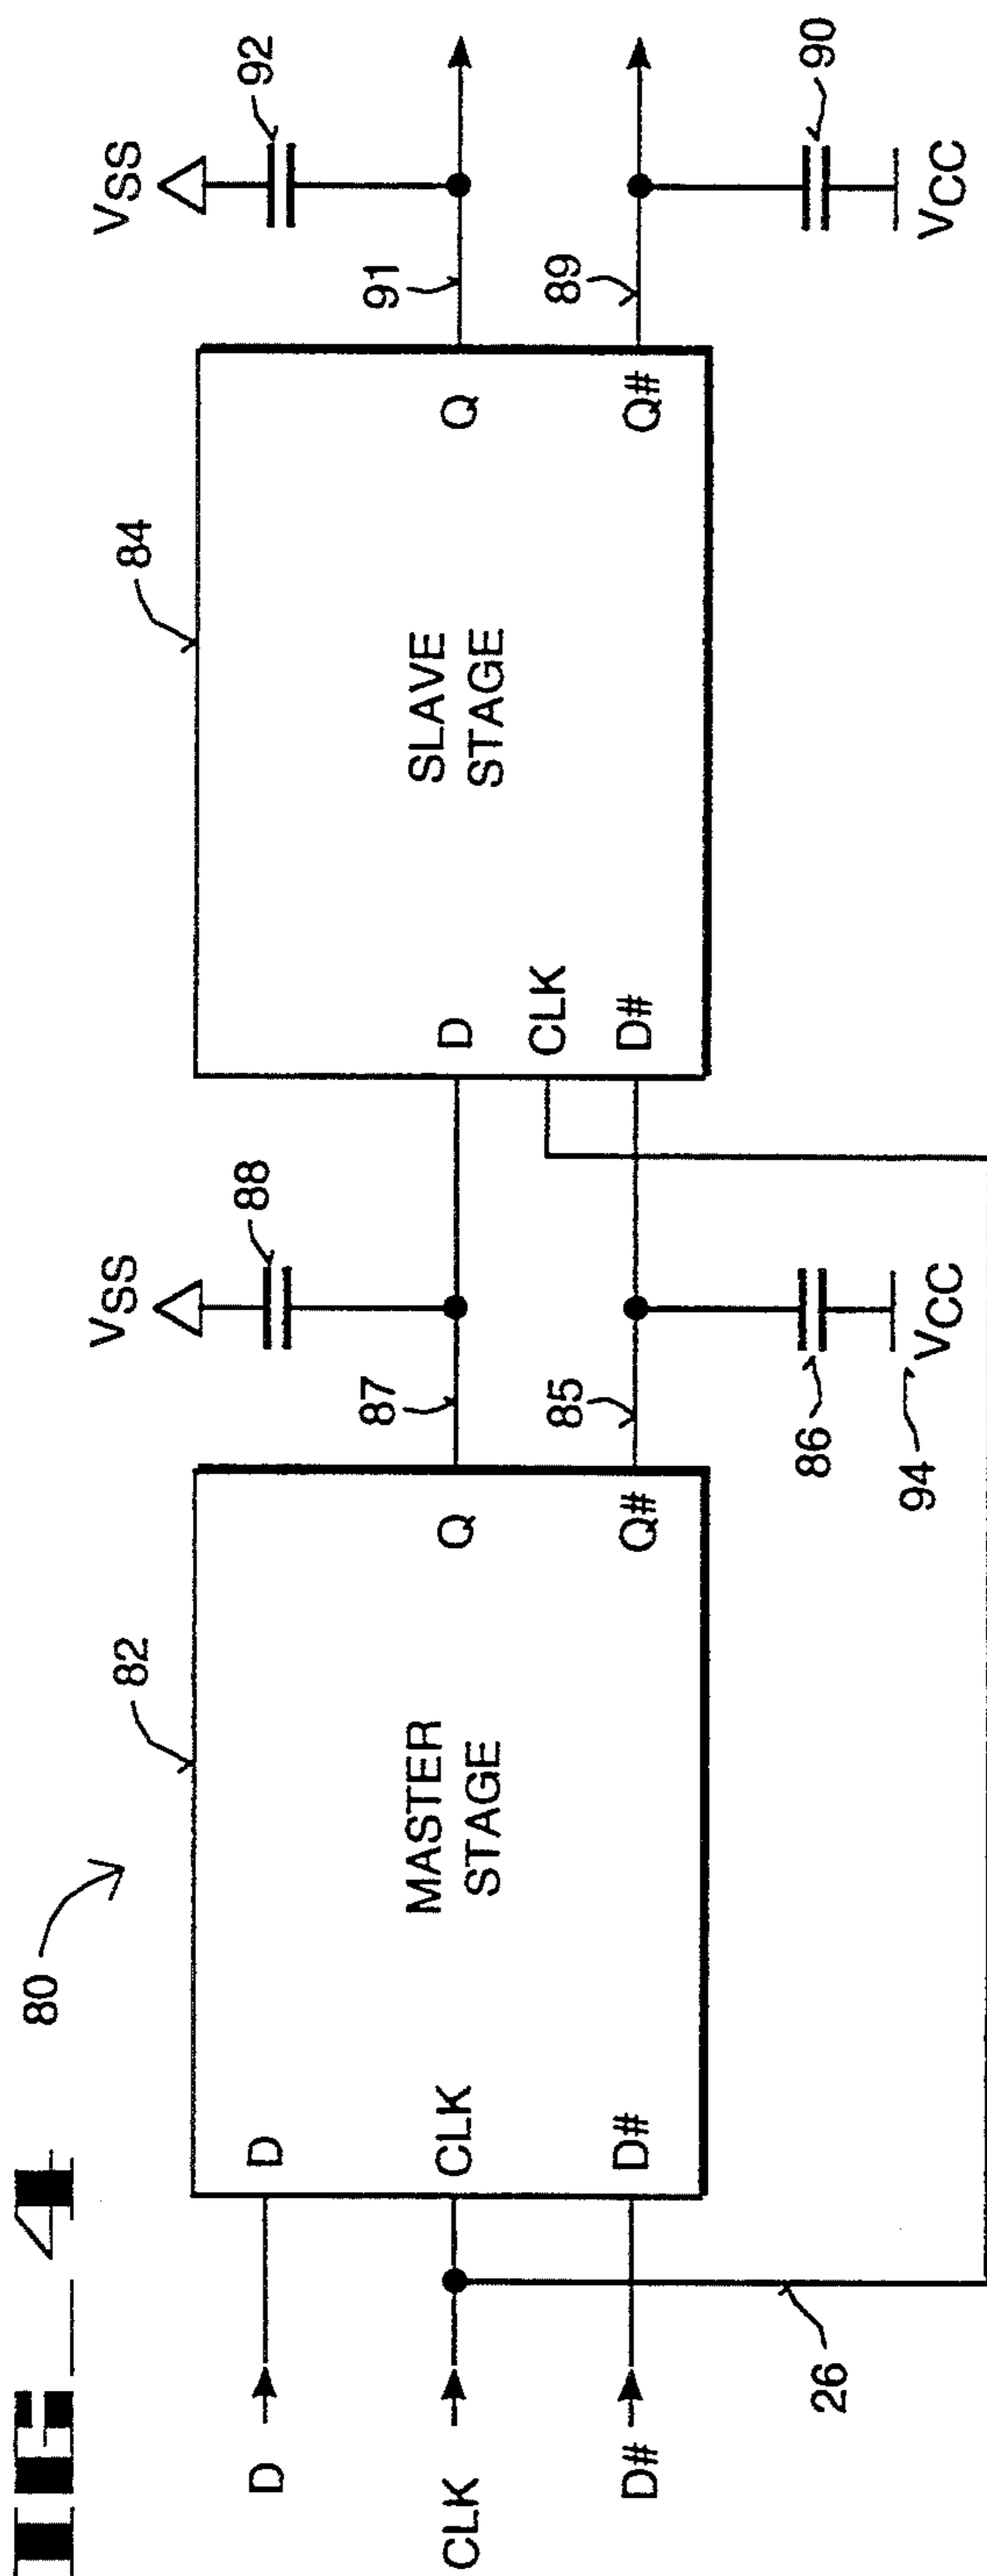 FIG 4
80
82
84
VSS
88
VSS
92
D
D
87
D
91
Q
Q
CLK
CLK
MASTER
STAGE
CLK
SLAVE
STAGE
D#
D#
Q#
85
D#
Q#
89
26
86
94
VCC
90
VCC